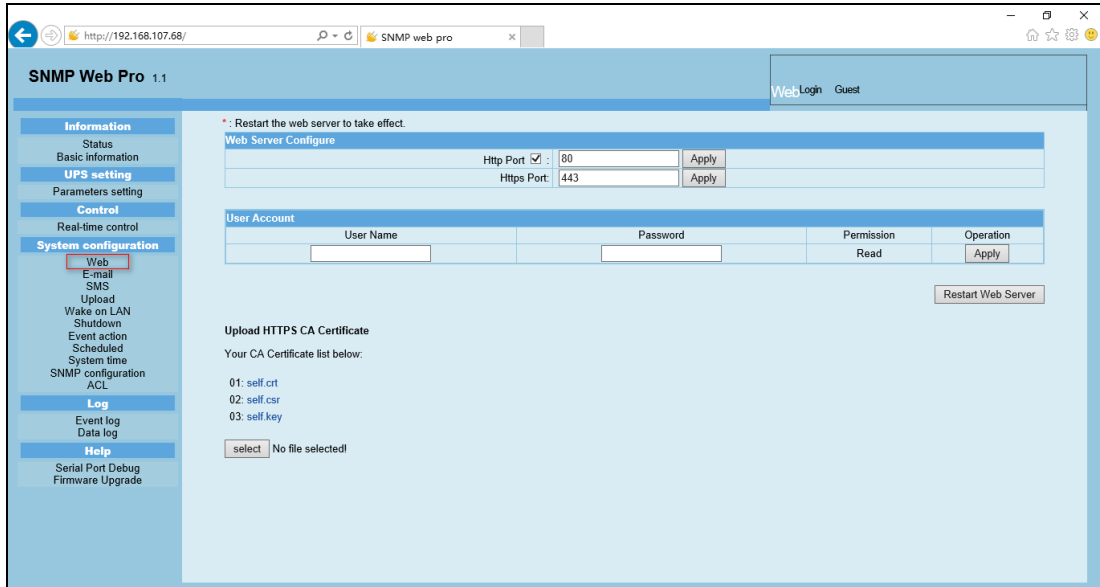 http://192.168.107.68/
SNMP web pro
SNMP Web Pro 1.1
Web Login Guest
Information
Status
Basic information
UPS setting
Parameters setting
Control
Real-time control
System configuration
Web
E-mail
SMS
Upload
Wake on LAN
Shutdown
Event action
Scheduled
System time
SNMP configuration
ACL
Log
Event log
Data log
Help
Serial Port Debug
Firmware Upgrade
* : Restart the web server to take effect.
Web Server Configure
Http Port : 80 Apply
Https Port: 443 Apply
User Account
User Name Password Permission Operation
Read Apply
Restart Web Server
Upload HTTPS CA Certificate
Your CA Certificate list below:
01: self.crt
02: self.csr
03: self.key
select No file selected!